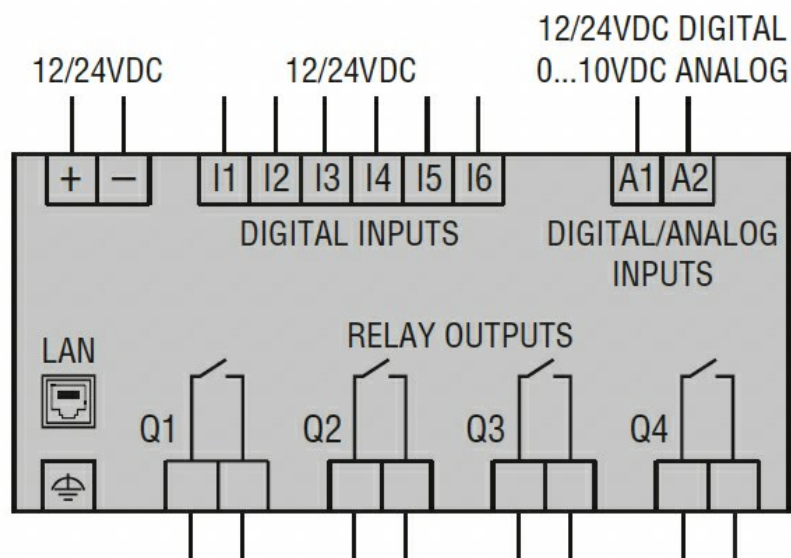 12/24VDC DIGITAL
12/24VDC 12/24VDC 0...10VDC ANALOG
+ − I1 I2 I3 I4 I5 I6 A1 A2
DIGITAL INPUTS DIGITAL/ANALOG
INPUTS
RELAY OUTPUTS
LAN
Q1 Q2 Q3 Q4